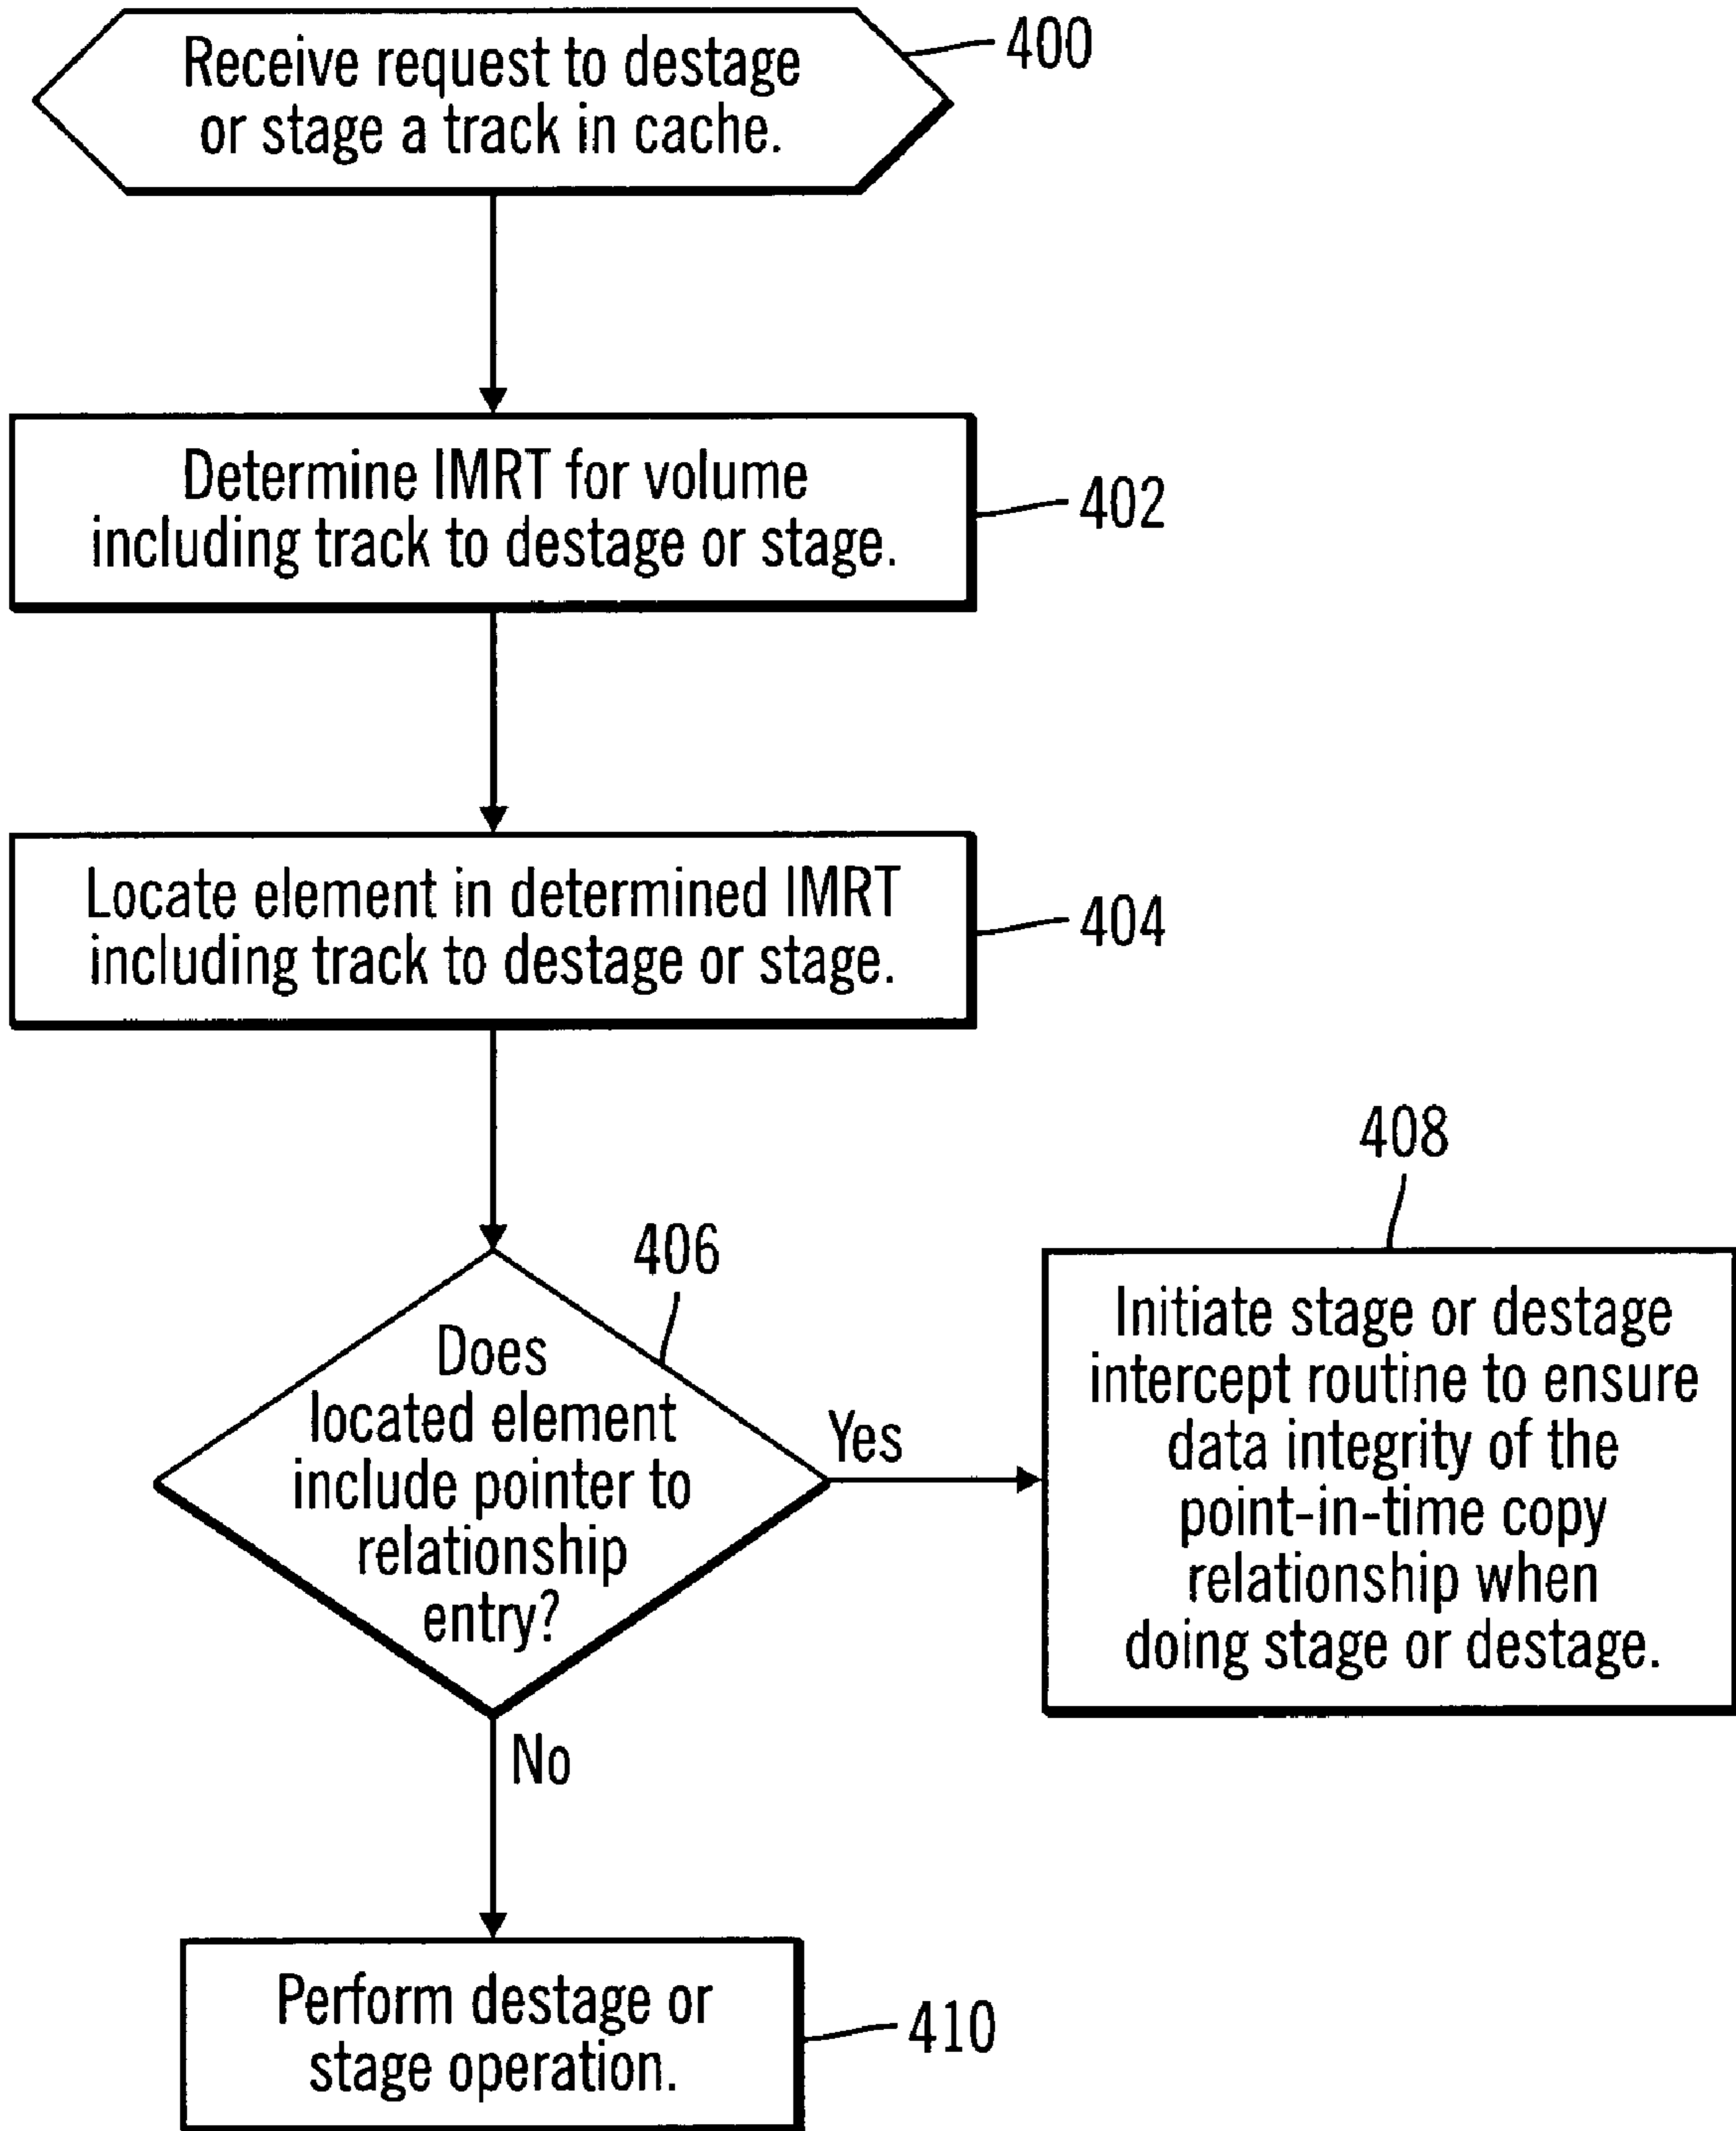 Receive request to destage
or stage a track in cache.
400
Determine IMRT for volume
including track to destage or stage.
402
Locate element in determined IMRT
including track to destage or stage.
404
406
Does
located element
include pointer to
relationship
entry?
Yes
408
Initiate stage or destage
intercept routine to ensure
data integrity of the
point-in-time copy
relationship when
doing stage or destage.
No
Perform destage or
stage operation.
410